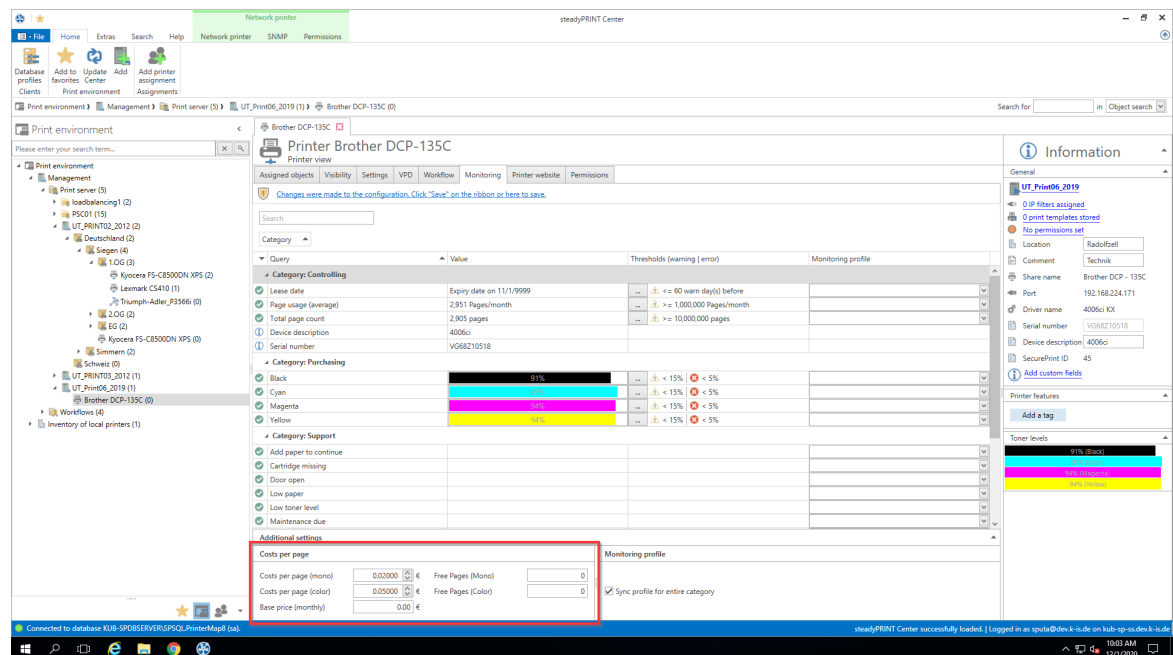 Network printer
steadyPRINT Center
File Home Extras Search Help Network printer SNMP Permissions
Database profiles
Add to favorites
Update Center
Add
Add printer assignment
Clients Print environment Assignments
Print environment Management Print server (5) UT_Print06_2019 (1) Brother DCP-135C (0)
Search for in Object search
Print environment
Please enter your search term...
Print environment
Management
Print server (5)
loadbalancing1 (2)
PSC01 (15)
UT_PRINT02_2012 (2)
Deutschland (2)
Siegen (4)
1.OG (3)
Kyocera FS-C8500DN XPS (2)
Lexmark CS410 (1)
Triumph-Adler_P3566i (0)
2.OG (2)
EG (2)
Kyocera FS-C8500DN XPS (0)
Simmern (2)
Schweiz (0)
UT_PRINT03_2012 (1)
UT_Print06_2019 (1)
Brother DCP-135C (0)
Workflows (4)
Inventory of local printers (1)
Brother DCP-135C
Printer Brother DCP-135C
Printer view
Assigned objects Visibility Settings VPD Workflow Monitoring Printer website Permissions
Changes were made to the configuration. Click "Save" on the ribbon or here to save.
Search
Category
Query Value Thresholds (warning | error) Monitoring profile
Category: Controlling
Lease date Expiry date on 11/1/9999 ... <= 60 warn day(s) before
Page usage (average) 2,951 Pages/month ... >= 1,000,000 Pages/month
Total page count 2,905 pages ... >= 10,000,000 pages
Device description 4006ci
Serial number VG68Z10518
Category: Purchasing
Black 91% ... < 15% < 5%
Cyan ... < 15% < 5%
Magenta 94% ... < 15% < 5%
Yellow 94% ... < 15% < 5%
Category: Support
Add paper to continue
Cartridge missing
Door open
Low paper
Low toner level
Maintenance due
Additional settings
Costs per page Monitoring profile
Costs per page (mono) 0.02000 € Free Pages (Mono) 0
Costs per page (color) 0.05000 € Free Pages (Color) 0
Base price (monthly) 0.00 €
Sync profile for entire category
Information
General
UT_Print06_2019
0 IP filters assigned
0 print templates stored
No permissions set
Location Radolfzell
Comment Technik
Share name Brother DCP - 135C
Port 192.168.224.171
Driver name 4006ci KX
Serial number VG68Z10518
Device description 4006ci
SecurePrint ID 45
Add custom fields
Printer features
Add a tag
Toner levels
91% (Black)
94% (Magenta)
94% (Yellow)
Connected to database KUB-SPDBSERVER\SPSQL.PrinterMap8 (sa).
steadyPRINT Center successfully loaded. | Logged in as sputa@dev.k-is.de on kub-sp-ss.dev.k-is.de
10:03 AM
12/1/2020